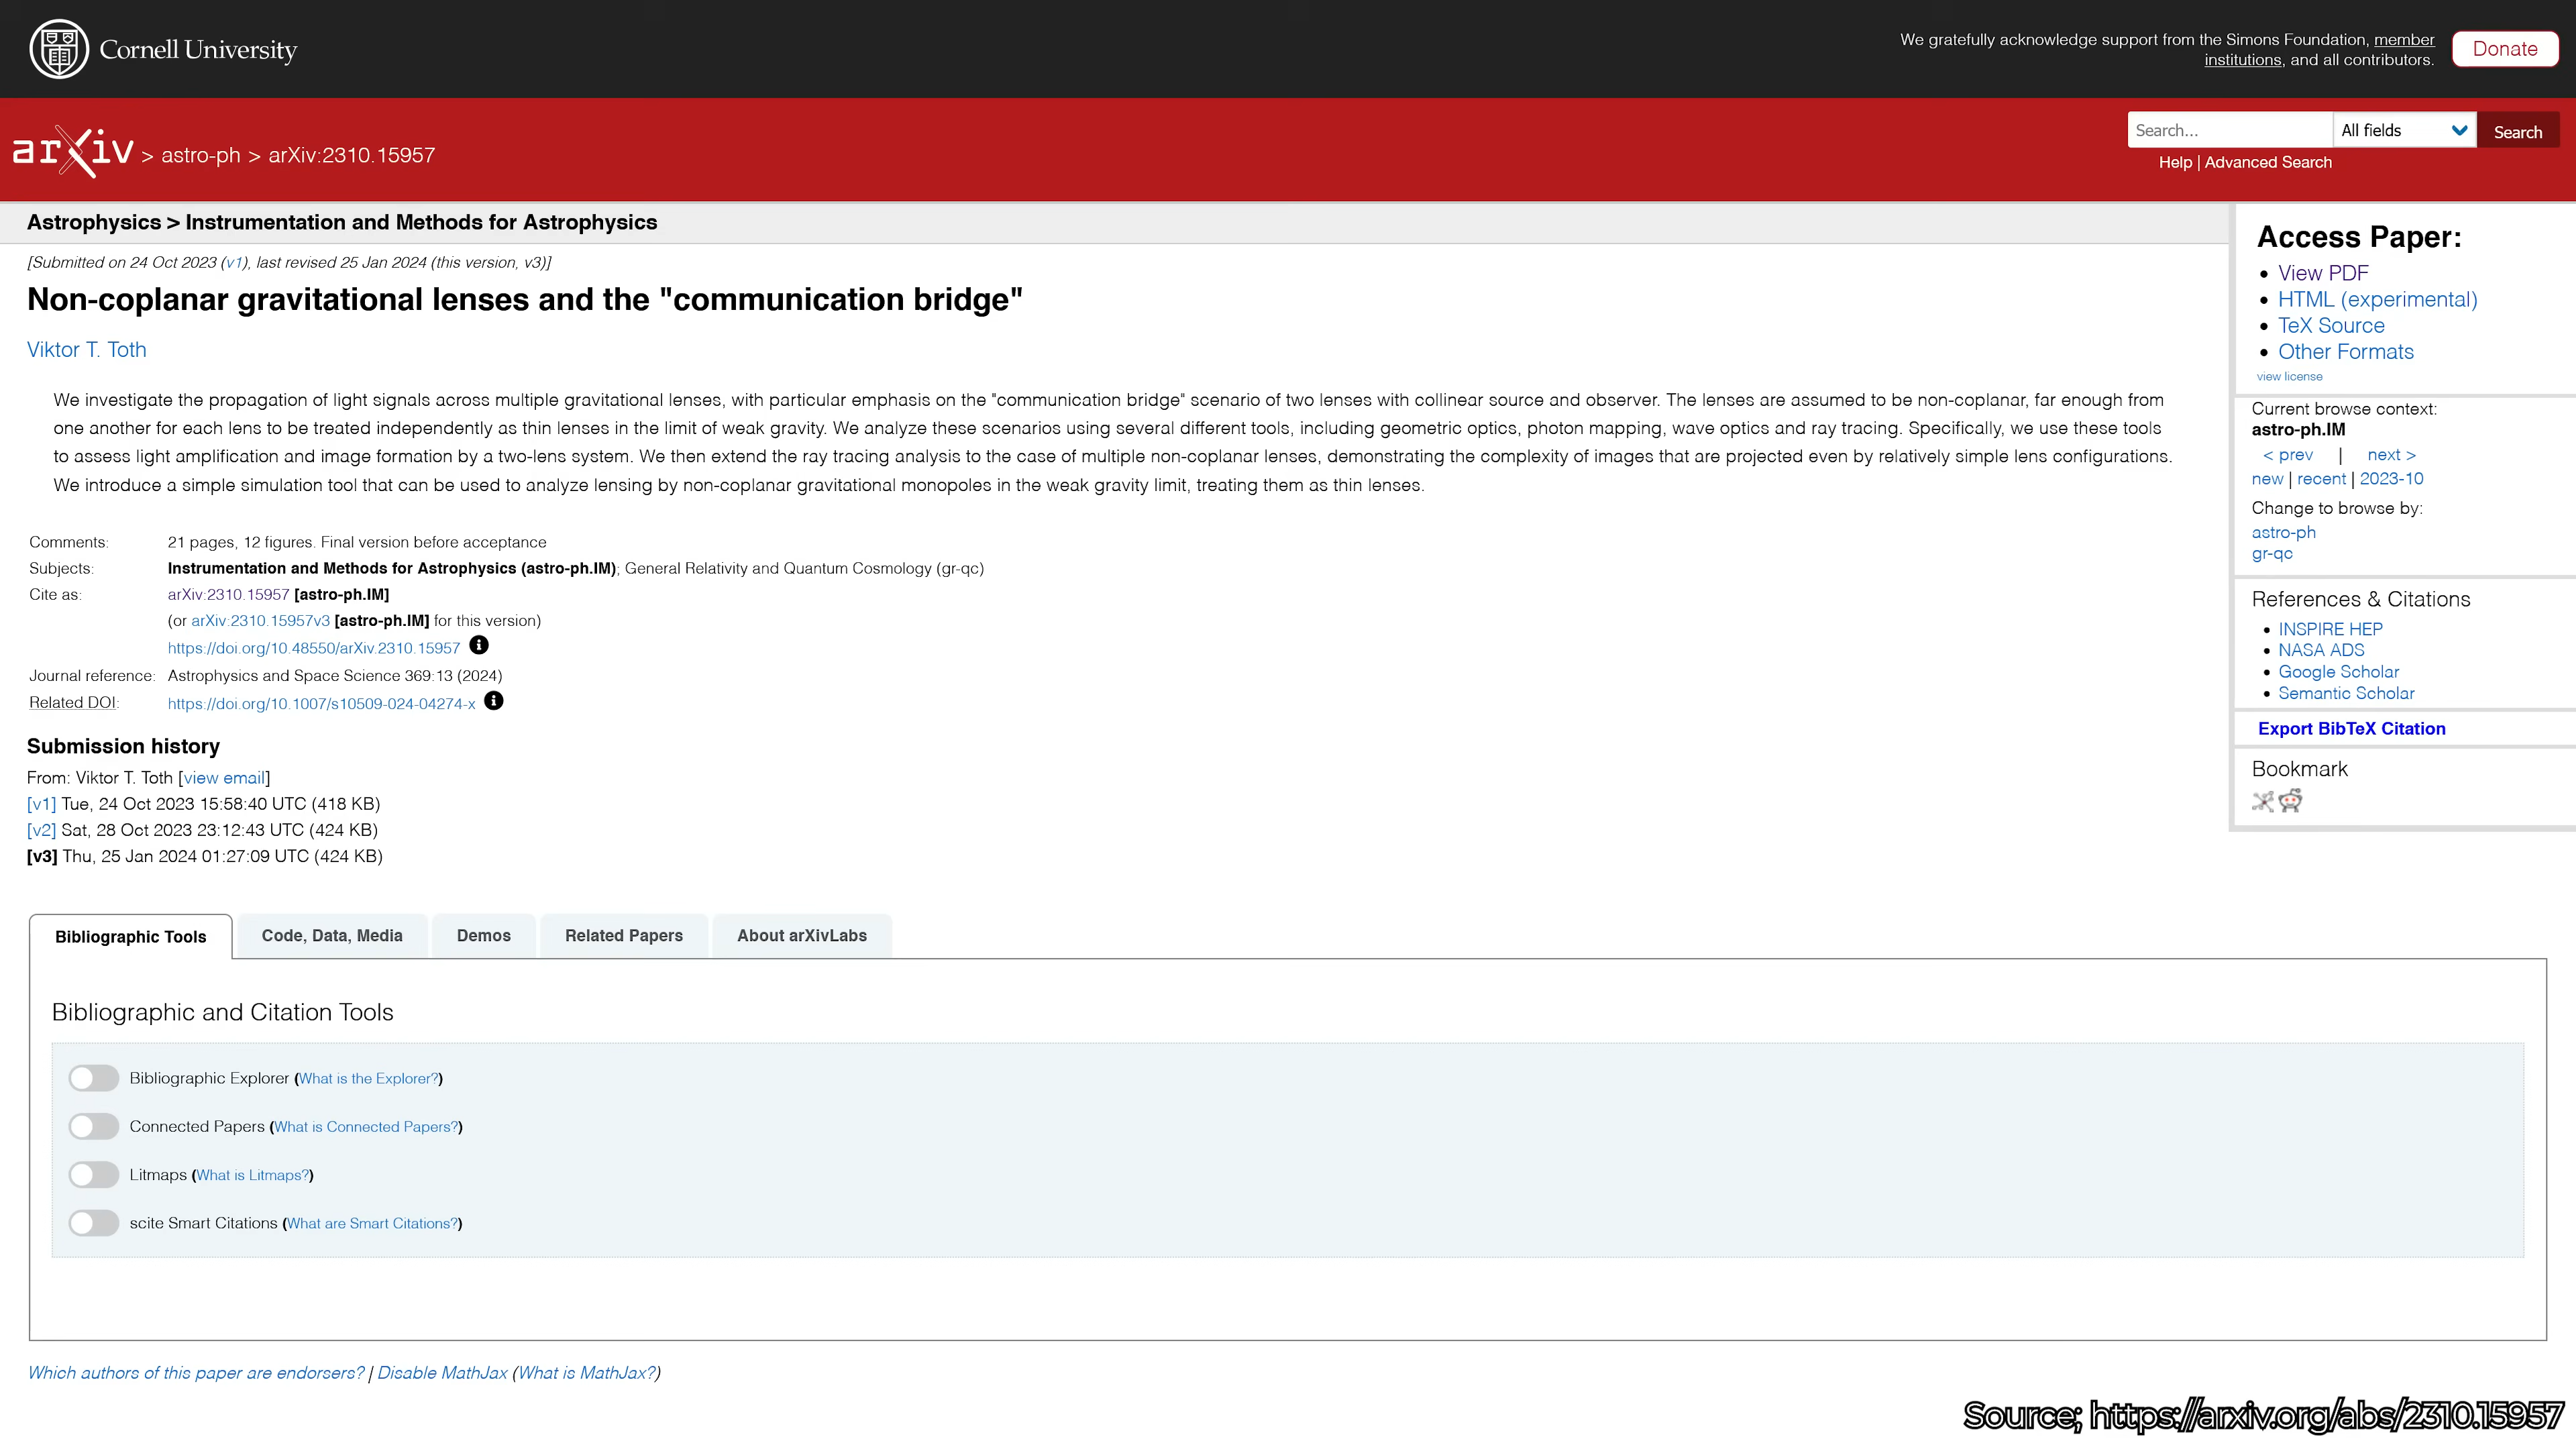 Cornell University
We gratefully acknowledge support from the Simons Foundation, member
institutions, and all contributors.
Donate
arXiv > astro-ph > arXiv:2310.15957
Search...
All fields
Search
Help | Advanced Search
Astrophysics > Instrumentation and Methods for Astrophysics
[Submitted on 24 Oct 2023 (v1), last revised 25 Jan 2024 (this version, v3)]
Non-coplanar gravitational lenses and the "communication bridge"
Viktor T. Toth
We investigate the propagation of light signals across multiple gravitational lenses, with particular emphasis on the "communication bridge" scenario of two lenses with collinear source and observer. The lenses are assumed to be non-coplanar, far enough from
one another for each lens to be treated independently as thin lenses in the limit of weak gravity. We analyze these scenarios using several different tools, including geometric optics, photon mapping, wave optics and ray tracing. Specifically, we use these tools
to assess light amplification and image formation by a two-lens system. We then extend the ray tracing analysis to the case of multiple non-coplanar lenses, demonstrating the complexity of images that are projected even by relatively simple lens configurations.
We introduce a simple simulation tool that can be used to analyze lensing by non-coplanar gravitational monopoles in the weak gravity limit, treating them as thin lenses.
Comments: 21 pages, 12 figures. Final version before acceptance
Subjects: Instrumentation and Methods for Astrophysics (astro-ph.IM); General Relativity and Quantum Cosmology (gr-qc)
Cite as: arXiv:2310.15957 [astro-ph.IM]
(or arXiv:2310.15957v3 [astro-ph.IM] for this version)
https://doi.org/10.48550/arXiv.2310.15957
Journal reference: Astrophysics and Space Science 369:13 (2024)
Related DOI: https://doi.org/10.1007/s10509-024-04274-x
Submission history
From: Viktor T. Toth [view email]
[v1] Tue, 24 Oct 2023 15:58:40 UTC (418 KB)
[v2] Sat, 28 Oct 2023 23:12:43 UTC (424 KB)
[v3] Thu, 25 Jan 2024 01:27:09 UTC (424 KB)
Access Paper:
View PDF
HTML (experimental)
TeX Source
Other Formats
view license
Current browse context:
astro-ph.IM
< prev | next >
new | recent | 2023-10
Change to browse by:
astro-ph
gr-qc
References & Citations
INSPIRE HEP
NASA ADS
Google Scholar
Semantic Scholar
Export BibTeX Citation
Bookmark
Bibliographic Tools
Code, Data, Media
Demos
Related Papers
About arXivLabs
Bibliographic and Citation Tools
Bibliographic Explorer (What is the Explorer?)
Connected Papers (What is Connected Papers?)
Litmaps (What is Litmaps?)
scite Smart Citations (What are Smart Citations?)
Which authors of this paper are endorsers? | Disable MathJax (What is MathJax?)
Source; https://arxiv.org/abs/2310.15957